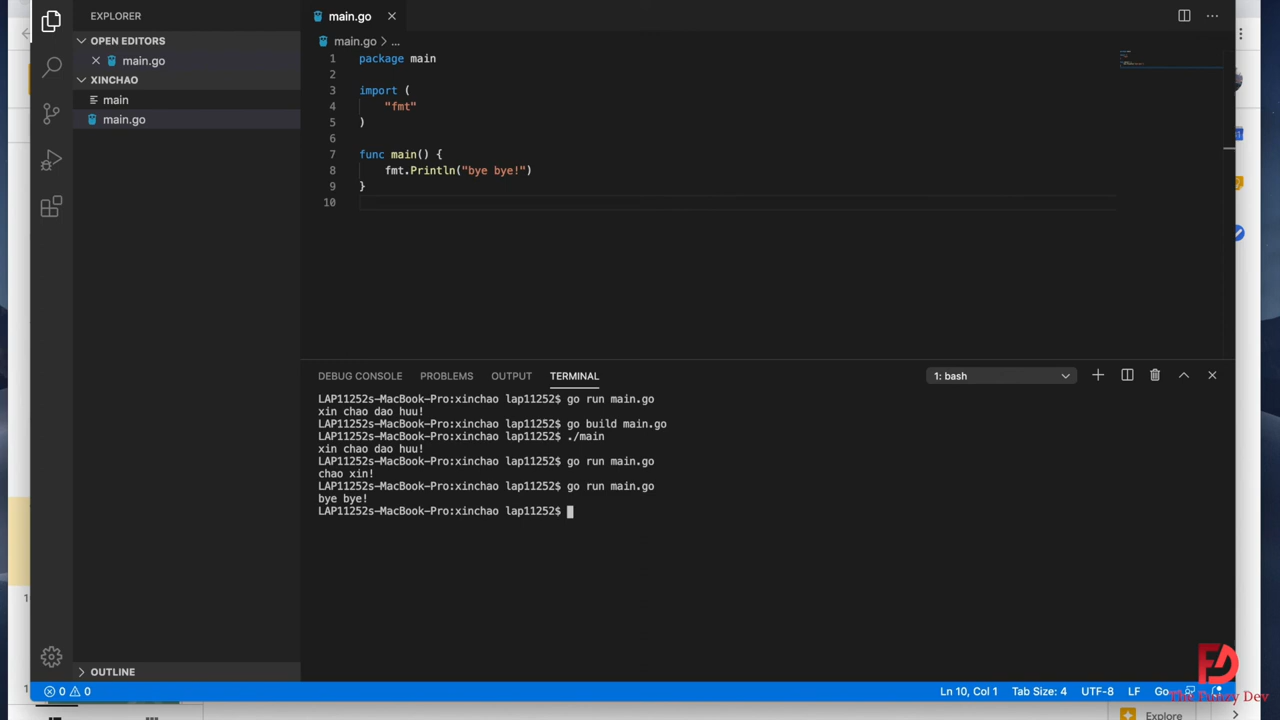 EXPLORER
OPEN EDITORS
main.go
XINCHAO
main
main.go
OUTLINE
main.go
main.go > ...
1 package main
2
3 import (
4 "fmt"
5 )
6
7 func main() {
8 fmt.Println("bye bye!")
9 }
10
DEBUG CONSOLE PROBLEMS OUTPUT TERMINAL
1: bash
LAP11252s-MacBook-Pro:xinchao lap11252$ go run main.go
xin chao dao huu!
LAP11252s-MacBook-Pro:xinchao lap11252$ go build main.go
LAP11252s-MacBook-Pro:xinchao lap11252$ ./main
xin chao dao huu!
LAP11252s-MacBook-Pro:xinchao lap11252$ go run main.go
chao xin!
LAP11252s-MacBook-Pro:xinchao lap11252$ go run main.go
bye bye!
LAP11252s-MacBook-Pro:xinchao lap11252$
0 0
Ln 10, Col 1 Tab Size: 4 UTF-8 LF Go
Explore